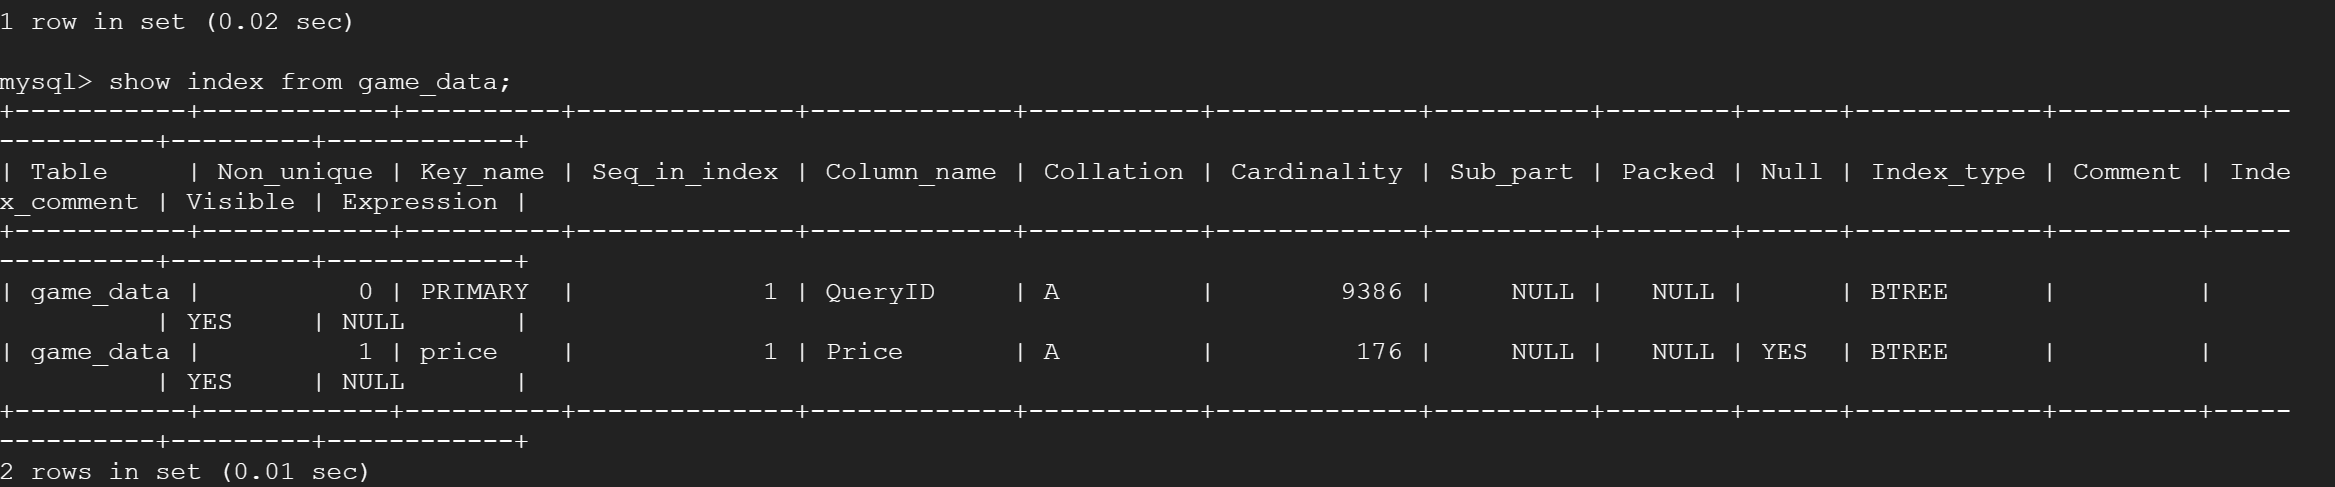 1 row in set (0.02 sec)
mysql> show index from game_data;
+-----------+------------+----------+--------------+-------------+-----------+-------------+----------+--------+------+------------+---------+-----
----------+---------+------------+
| Table     | Non_unique | Key_name | Seq_in_index | Column_name | Collation | Cardinality | Sub_part | Packed | Null | Index_type | Comment | Inde
x_comment | Visible | Expression |
+-----------+------------+----------+--------------+-------------+-----------+-------------+----------+--------+------+------------+---------+-----
----------+---------+------------+
| game_data |          0 | PRIMARY  |            1 | QueryID     | A         |        9386 |     NULL |   NULL |      | BTREE      |         |
          | YES     | NULL       |
| game_data |          1 | price    |            1 | Price       | A         |         176 |     NULL |   NULL | YES  | BTREE      |         |
          | YES     | NULL       |
+-----------+------------+----------+--------------+-------------+-----------+-------------+----------+--------+------+------------+---------+-----
----------+---------+------------+
2 rows in set (0.01 sec)